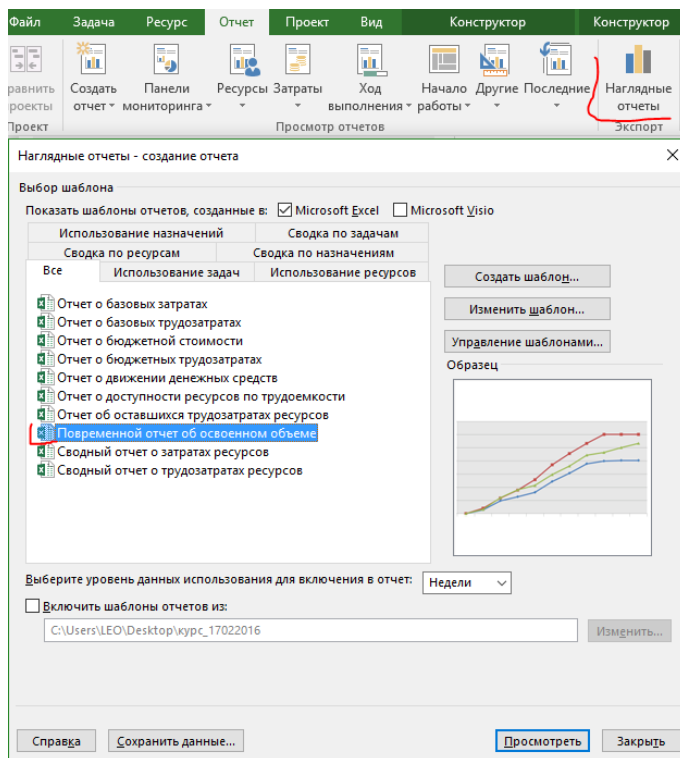 Файл Задача Ресурс Отчет Проект Вид Конструктор Конструктор
равнить Создать Панели Ресурсы Затраты Ход Начало Другие Последние Наглядные
роекты отчет мониторинга выполнения работы отчеты
Проект Просмотр отчетов Экспорт
Наглядные отчеты - создание отчета
Выбор шаблона
Показать шаблоны отчетов, созданные в: Microsoft Excel Microsoft Visio
Использование назначений Сводка по задачам
Сводка по ресурсам Сводка по назначениям
Все Использование задач Использование ресурсов
Создать шаблон...
Изменить шаблон...
Управление шаблонами...
Образец
Отчет о базовых затратах
Отчет о базовых трудозатратах
Отчет о бюджетной стоимости
Отчет о бюджетных трудозатратах
Отчет о движении денежных средств
Отчет о доступности ресурсов по трудоемкости
Отчет об оставшихся трудозатратах ресурсов
Повременной отчет об освоенном объеме
Сводный отчет о затратах ресурсов
Сводный отчет о трудозатратах ресурсов
Выберите уровень данных использования для включения в отчет: Недели
Включить шаблоны отчетов из:
C:\Users\LEO\Desktop\курс_17022016 Изменить...
Справка Сохранить данные... Просмотреть Закрыть